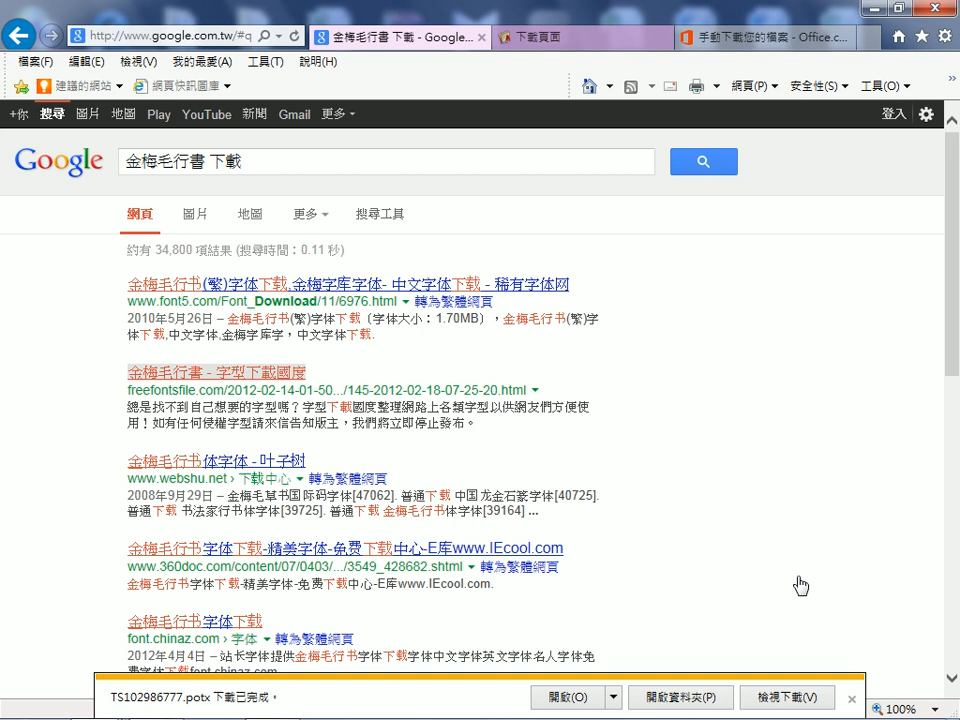 http://www.google.com.tw/#q
金梅毛行書 下載 - Google...
下載頁面
手動下載您的檔案 - Office.c...
檔案(F) 編輯(E) 檢視(V) 我的最愛(A) 工具(T) 說明(H)
建議的網站 網頁快訊圖庫 網頁(P) 安全性(S) 工具(O)
+你 搜尋 圖片 地圖 Play YouTube 新聞 Gmail 更多 登入
Google 金梅毛行書 下載
網頁 圖片 地圖 更多 搜尋工具
約有 34,800 項結果 (搜尋時間：0.11 秒)
金梅毛行书(繁)字体下载,金梅字库字体- 中文字体下载 - 稀有字体网
www.font5.com/Font_Download/11/6976.html 轉為繁體網頁
2010年5月26日 – 金梅毛行书(繁)字体下载〔字体大小：1.70MB〕，金梅毛行书(繁)字
体下载,中文字体,金梅字库字，中文字体下载.
金梅毛行書 - 字型下載國度
freefontsfile.com/2012-02-14-01-50.../145-2012-02-18-07-25-20.html
總是找不到自己想要的字型嗎？字型下載國度整理網路上各類字型以供網友們方便使
用！如有任何侵權字型請來信告知版主，我們將立即停止發布。
金梅毛行书体字体 - 叶子树
www.webshu.net › 下載中心 轉為繁體網頁
2008年9月29日 – 金梅毛草书国际码字体[47062]. 普通下载 中国龙金石篆字体[40725].
普通下载 书法家行书体字体[39725]. 普通下载 金梅毛行书体字体[39164] ...
金梅毛行书字体下载-精美字体-免费下载中心-E库www.IEcool.com
www.360doc.com/content/07/0403/.../3549_428682.shtml 轉為繁體網頁
金梅毛行书字体下载-精美字体-免费下载中心-E库www.IEcool.com.
金梅毛行书字体下载
font.chinaz.com › 字体 轉為繁體網頁
2012年4月4日 – 站长字体提供金梅毛行书字体下载字体中文字体英文字体名人字体免
费字体下载font.chinaz.com
TS102986777.potx 下載已完成。 開啟(O) 開啟資料夾(P) 檢視下載(V)
100%